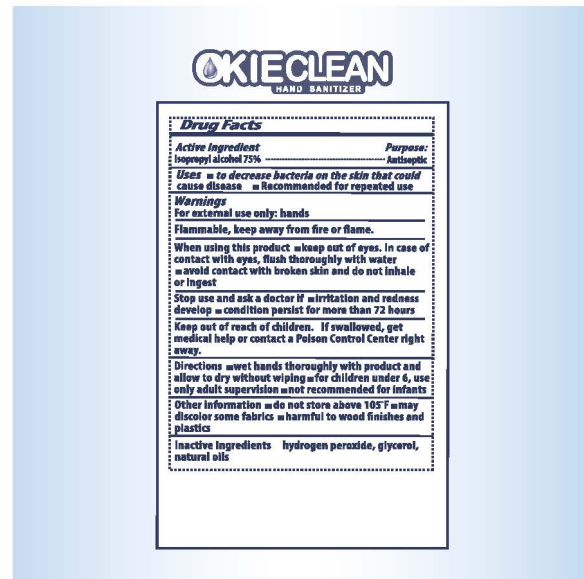 OKIECLEAN
HAND SANITIZER
Drug Facts
Active Ingredient Purpose:
Isopropyl alcohol 75% Antiseptic
Uses ▪ to decrease bacteria on the skin that could
cause disease ▪ Recommended for repeated use
Warnings
For external use only: hands
Flammable, keep away from fire or flame.
When using this product ▪ keep out of eyes. In case of
contact with eyes, flush thoroughly with water
▪ avoid contact with broken skin and do not inhale
or ingest
Stop use and ask a doctor if ▪ irritation and redness
develop ▪ condition persist for more than 72 hours
Keep out of reach of children. If swallowed, get
medical help or contact a Poison Control Center right
away.
Directions ▪ wet hands thoroughly with product and
allow to dry without wiping ▪ for children under 6, use
only adult supervision ▪ not recommended for infants
Other information ▪ do not store above 105°F ▪ may
discolor some fabrics ▪ harmful to wood finishes and
plastics
Inactive Ingredients hydrogen peroxide, glycerol,
natural oils